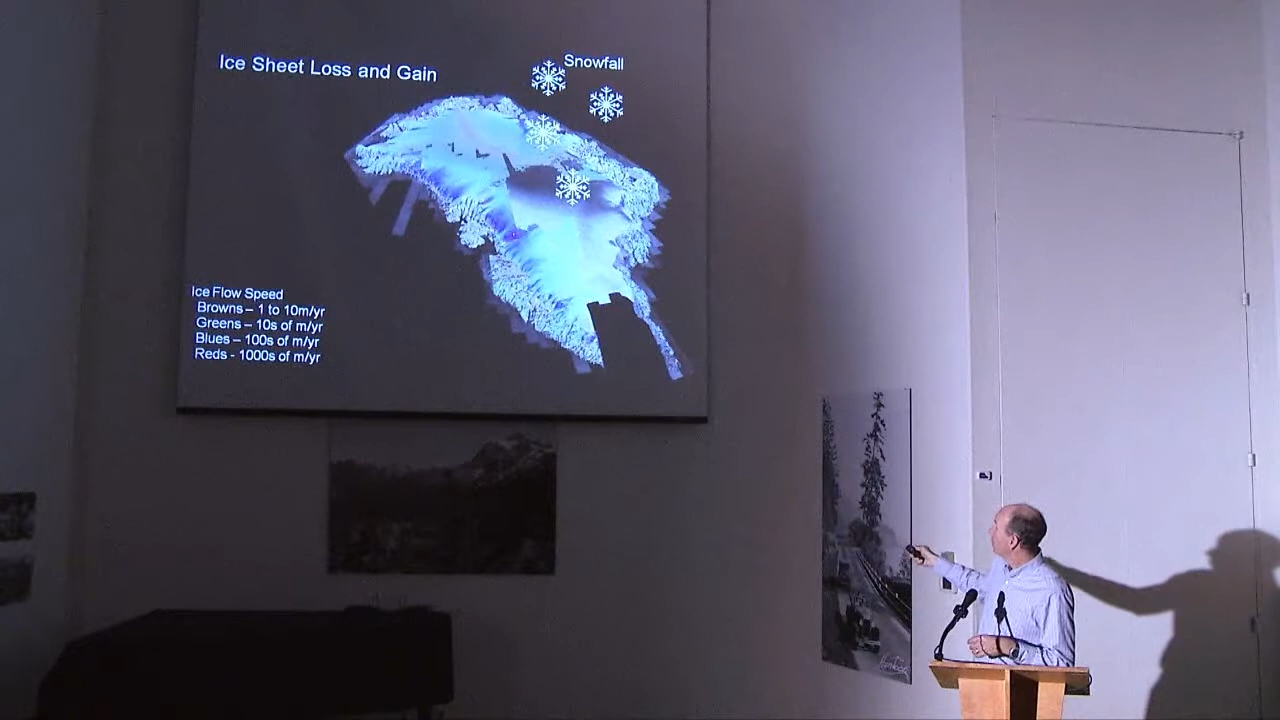 Ice Sheet Loss and Gain
Snowfall
Ice Flow Speed
Browns – 1 to 10m/yr
Greens – 10s of m/yr
Blues – 100s of m/yr
Reds - 1000s of m/yr